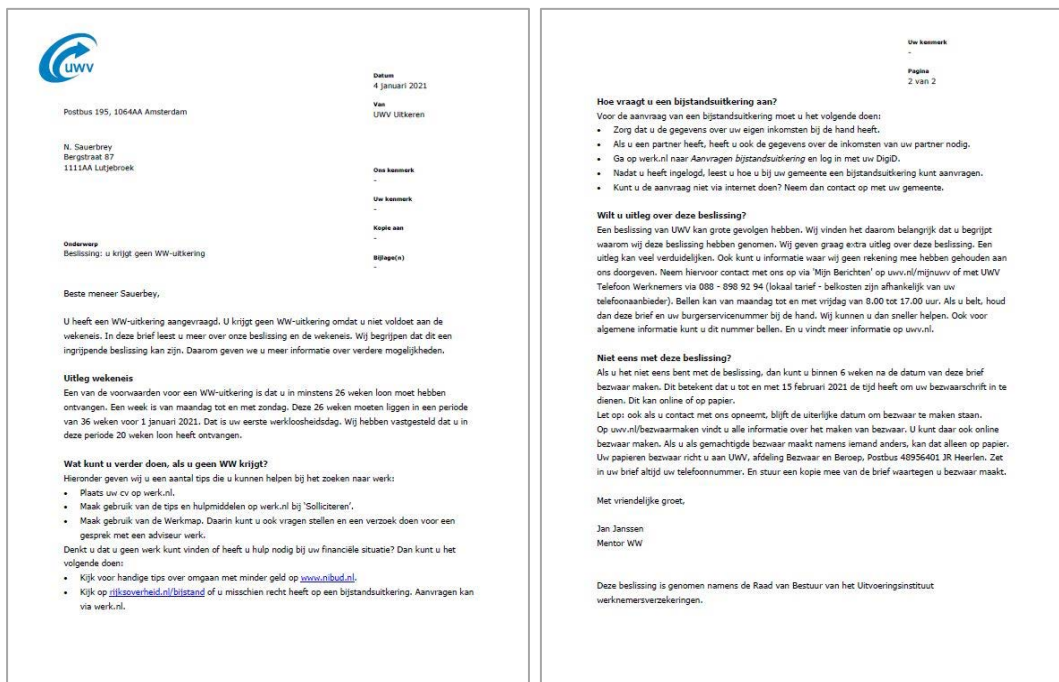 UWV
Datum
4 januari 2021
Postbus 195, 1064AA Amsterdam
Van
UWV Uitkeren
N. Sauerbrey
Bergstraat 87
1111AA Lutjebroek
Ons kenmerk
-
Uw kenmerk
-
Kopie aan
-
Onderwerp
Beslissing: u krijgt geen WW-uitkering
Bijlage(n)
-
Beste meneer Sauerbey,
U heeft een WW-uitkering aangevraagd. U krijgt geen WW-uitkering omdat u niet voldoet aan de
wekeneis. In deze brief leest u meer over onze beslissing en de wekeneis. Wij begrijpen dat dit een
ingrijpende beslissing kan zijn. Daarom geven we u meer informatie over verdere mogelijkheden.
Uitleg wekeneis
Een van de voorwaarden voor een WW-uitkering is dat u in minstens 26 weken loon moet hebben
ontvangen. Een week is van maandag tot en met zondag. Deze 26 weken moeten liggen in een periode
van 36 weken voor 1 januari 2021. Dat is uw eerste werkloosheidsdag. Wij hebben vastgesteld dat u in
deze periode 20 weken loon heeft ontvangen.
Wat kunt u verder doen, als u geen WW krijgt?
Hieronder geven wij u een aantal tips die u kunnen helpen bij het zoeken naar werk:
• Plaats uw cv op werk.nl.
• Maak gebruik van de tips en hulpmiddelen op werk.nl bij 'Solliciteren'.
• Maak gebruik van de Werkmap. Daarin kunt u ook vragen stellen en een verzoek doen voor een
gesprek met een adviseur werk.
Denkt u dat u geen werk kunt vinden of heeft u hulp nodig bij uw financiële situatie? Dan kunt u het
volgende doen:
• Kijk voor handige tips over omgaan met minder geld op www.nibud.nl.
• Kijk op rijksoverheid.nl/bijstand of u misschien recht heeft op een bijstandsuitkering. Aanvragen kan
via werk.nl.
Uw kenmerk
-
Pagina
2 van 2
Hoe vraagt u een bijstandsuitkering aan?
Voor de aanvraag van een bijstandsuitkering moet u het volgende doen:
• Zorg dat u de gegevens over uw eigen inkomsten bij de hand heeft.
• Als u een partner heeft, heeft u ook de gegevens over de inkomsten van uw partner nodig.
• Ga op werk.nl naar Aanvragen bijstandsuitkering en log in met uw DigiD.
• Nadat u heeft ingelogd, leest u hoe u bij uw gemeente een bijstandsuitkering kunt aanvragen.
• Kunt u de aanvraag niet via internet doen? Neem dan contact op met uw gemeente.
Wilt u uitleg over deze beslissing?
Een beslissing van UWV kan grote gevolgen hebben. Wij vinden het daarom belangrijk dat u begrijpt
waarom wij deze beslissing hebben genomen. Wij geven graag extra uitleg over deze beslissing. Een
uitleg kan veel verduidelijken. Ook kunt u informatie waar wij geen rekening mee hebben gehouden aan
ons doorgeven. Neem hiervoor contact met ons op via 'Mijn Berichten' op uwv.nl/mijnuwv of met UWV
Telefoon Werknemers via 088 - 898 92 94 (lokaal tarief - belkosten zijn afhankelijk van uw
telefoonaanbieder). Bellen kan van maandag tot en met vrijdag van 8.00 tot 17.00 uur. Als u belt, houd
dan deze brief en uw burgerservicenummer bij de hand. Wij kunnen u dan sneller helpen. Ook voor
algemene informatie kunt u dit nummer bellen. En u vindt meer informatie op uwv.nl.
Niet eens met deze beslissing?
Als u het niet eens bent met de beslissing, dan kunt u binnen 6 weken na de datum van deze brief
bezwaar maken. Dit betekent dat u tot en met 15 februari 2021 de tijd heeft om uw bezwaarschrift in te
dienen. Dit kan online of op papier.
Let op: ook als u contact met ons opneemt, blijft de uiterlijke datum om bezwaar te maken staan.
Op uwv.nl/bezwaarmaken vindt u alle informatie over het maken van bezwaar. U kunt daar ook online
bezwaar maken. Als u als gemachtigde bezwaar maakt namens iemand anders, kan dat alleen op papier.
Uw papieren bezwaar richt u aan UWV, afdeling Bezwaar en Beroep, Postbus 48956401 JR Heerlen. Zet
in uw brief altijd uw telefoonnummer. En stuur een kopie mee van de brief waartegen u bezwaar maakt.
Met vriendelijke groet,
Jan Janssen
Mentor WW
Deze beslissing is genomen namens de Raad van Bestuur van het Uitvoeringsinstituut
werknemersverzekeringen.